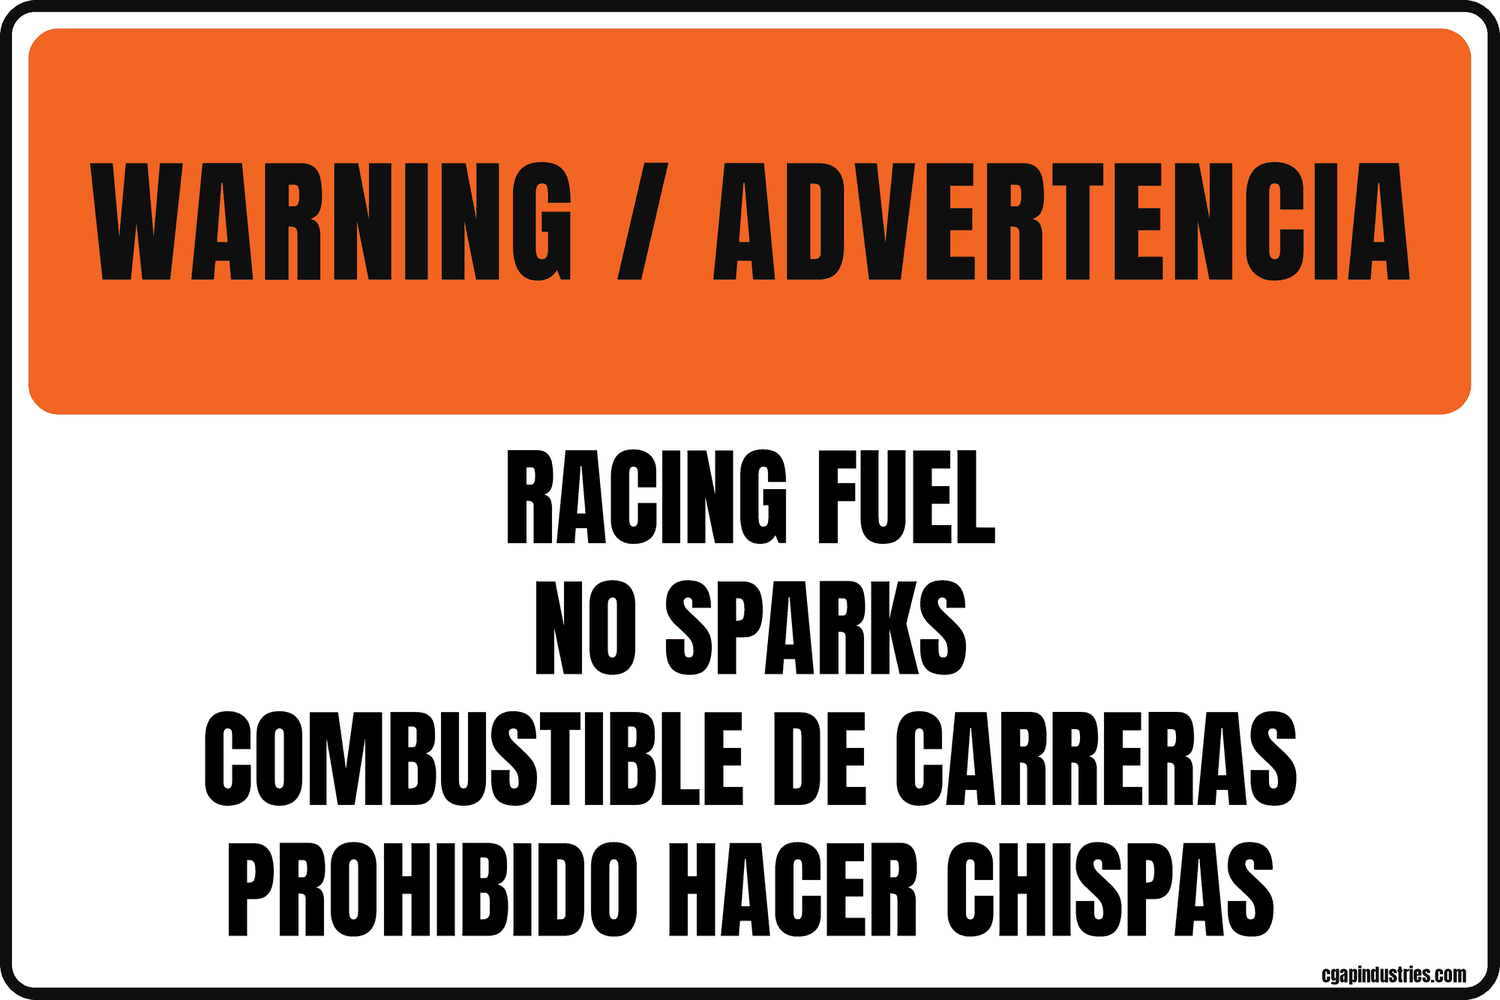 WARNING / ADVERTENCIA
RACING FUEL
NO SPARKS
COMBUSTIBLE DE CARRERAS
PROHIBIDO HACER CHISPAS
cgapindustries.com